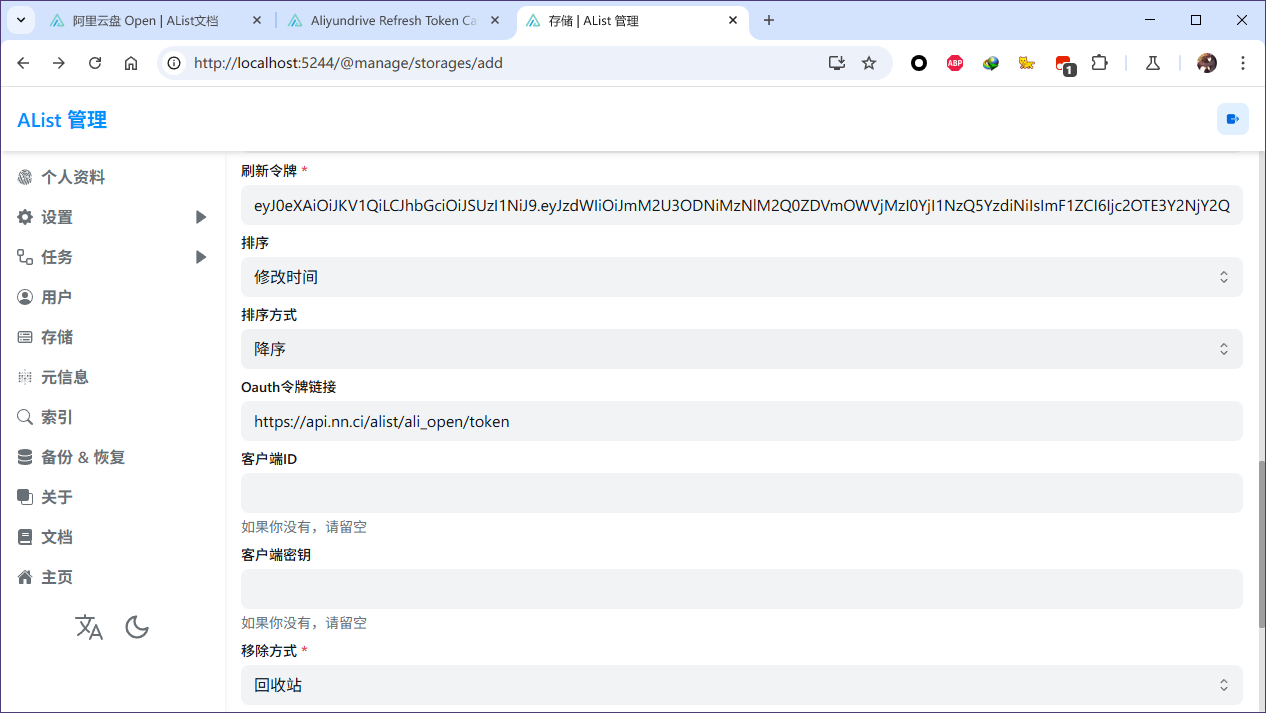 阿里云盘 Open | AList文档
Aliyundrive Refresh Token Ca
存储 | AList 管理
http://localhost:5244/@manage/storages/add
ABP
1
AList 管理
个人资料
设置
任务
用户
存储
元信息
索引
备份 & 恢复
关于
文档
主页
刷新令牌 *
eyJ0eXAiOiJKV1QiLCJhbGciOiJSUzI1NiJ9.eyJzdWIiOiJmM2U3ODNiMzNlM2Q0ZDVmOWVjMzI0YjI1NzQ5YzdiNiIsImF1ZCI6Ijc2OTE3Y2NjY2Q
排序
修改时间
排序方式
降序
Oauth令牌链接
https://api.nn.ci/alist/ali_open/token
客户端ID
如果你没有，请留空
客户端密钥
如果你没有，请留空
移除方式 *
回收站